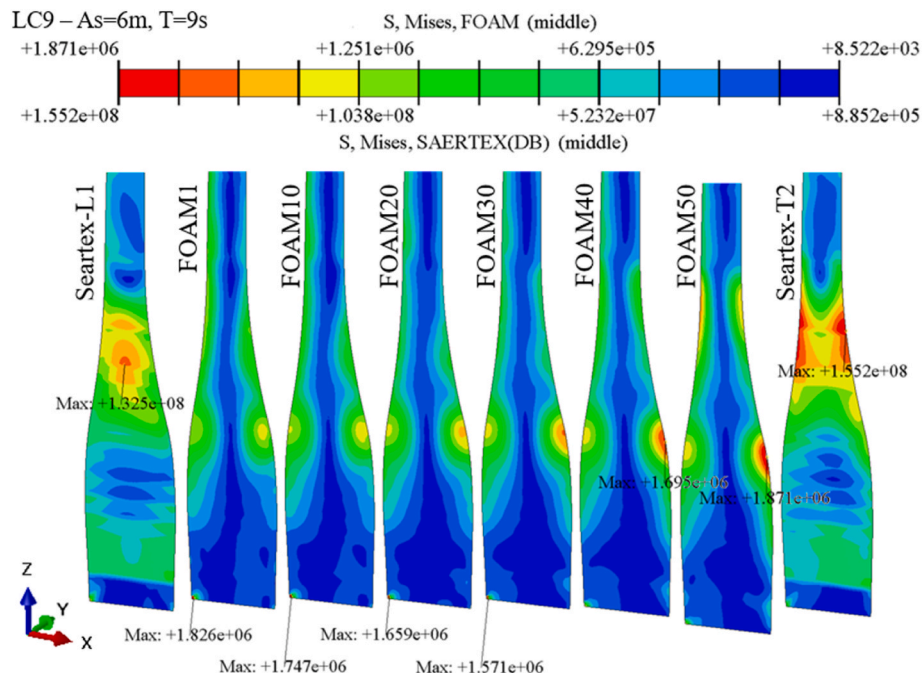 LC9 – As=6m, T=9s
S, Mises, FOAM (middle)
+1.871e+06 +1.251e+06 +6.295e+05 +8.522e+03
+1.552e+08 +1.038e+08 +5.232e+07 +8.852e+05
S, Mises, SAERTEX(DB) (middle)
Seartex-L1
FOAM1
FOAM10
FOAM20
FOAM30
FOAM40
FOAM50
Seartex-T2
Max: +1.552e+08
Max: +1.325e+08
Max: +1.695e+06
Max: +1.871e+06
Z
Y
X
Max: +1.826e+06
Max: +1.659e+06
Max: +1.747e+06
Max: +1.571e+06